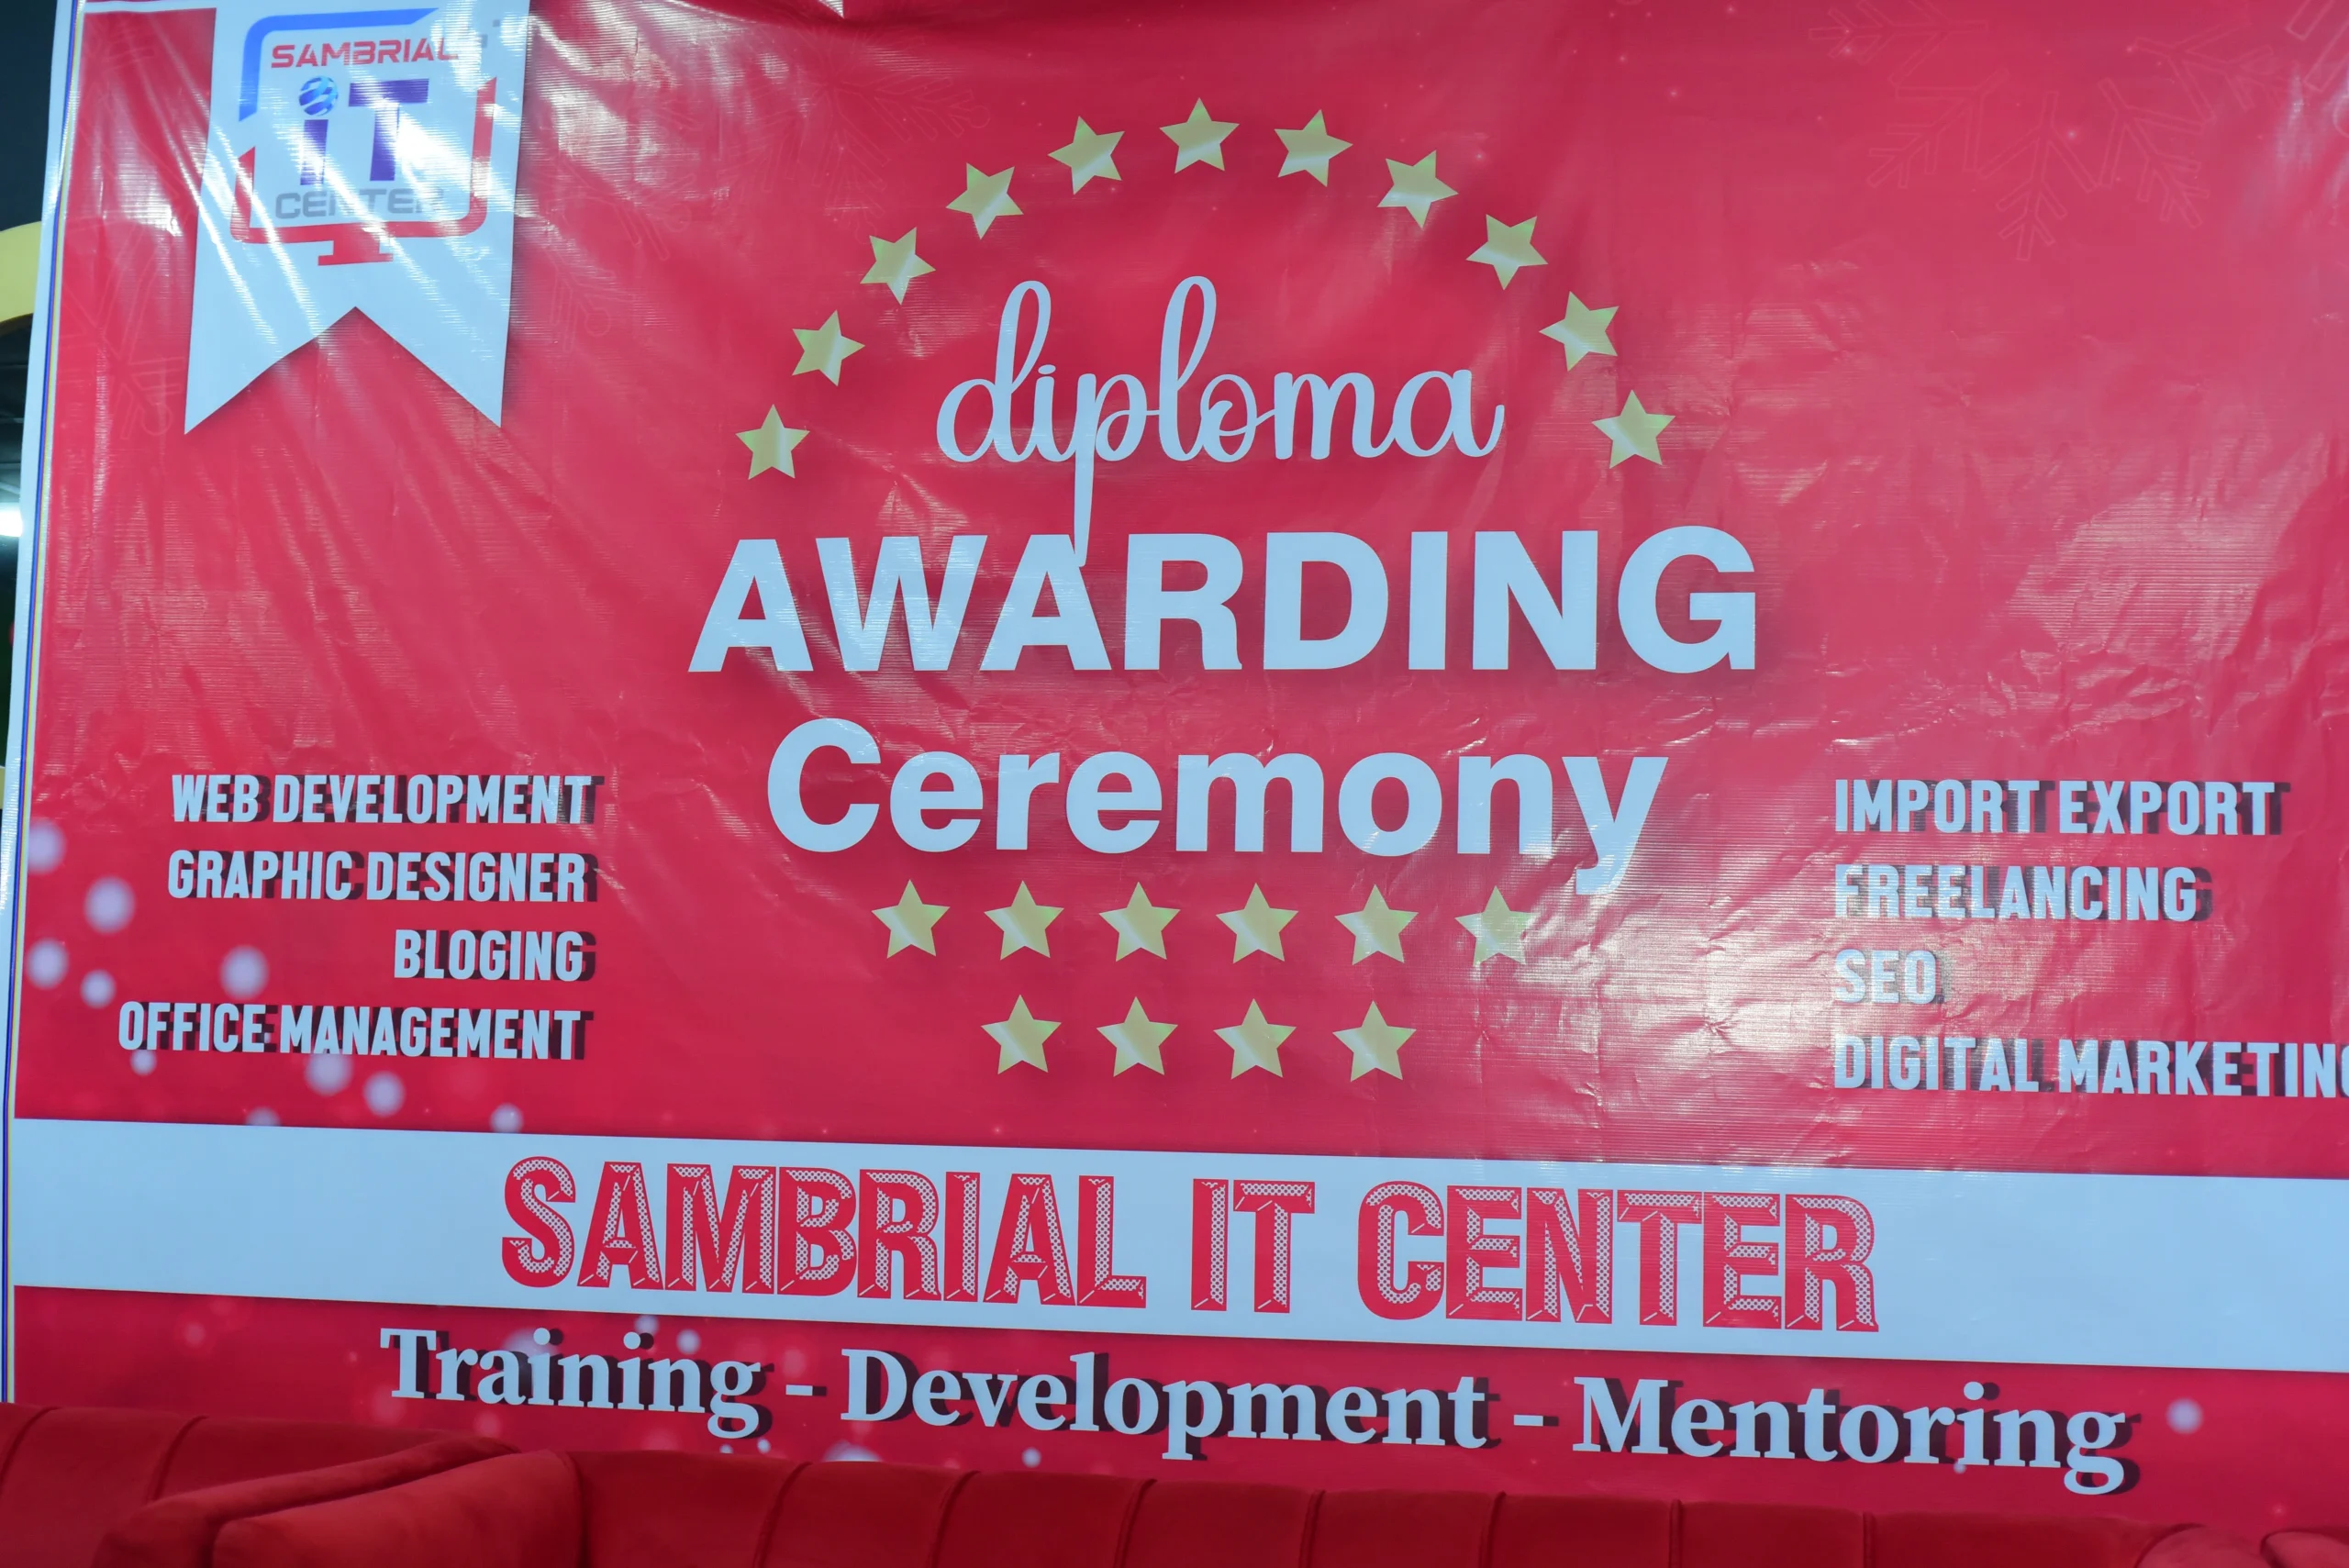 SAMBRIAL
iT
CENTER
diploma
AWARDING
Ceremony
WEB DEVELOPMENT
GRAPHIC DESIGNER
BLOGING
OFFICE MANAGEMENT
IMPORT EXPORT
FREELANCING
SEO
DIGITAL MARKETING
SAMBRIAL IT CENTER
Training - Development - Mentoring